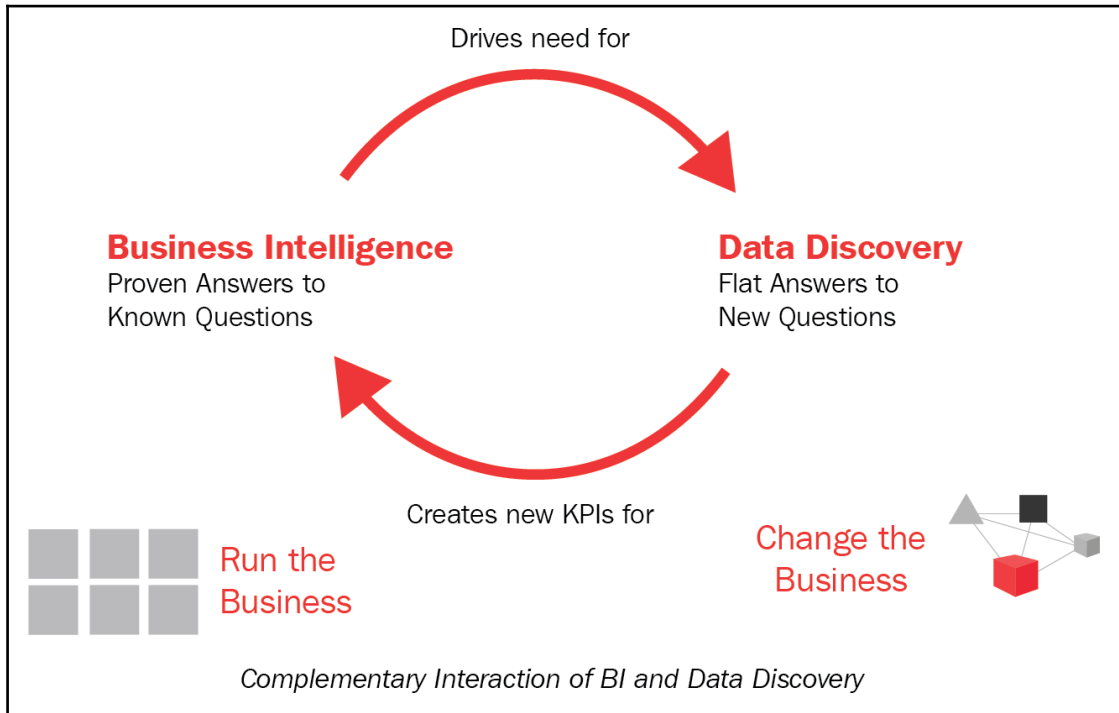 Drives need for
Business Intelligence
Proven Answers to
Known Questions
Data Discovery
Flat Answers to
New Questions
Creates new KPIs for
Run the
Business
Change the
Business
Complementary Interaction of BI and Data Discovery